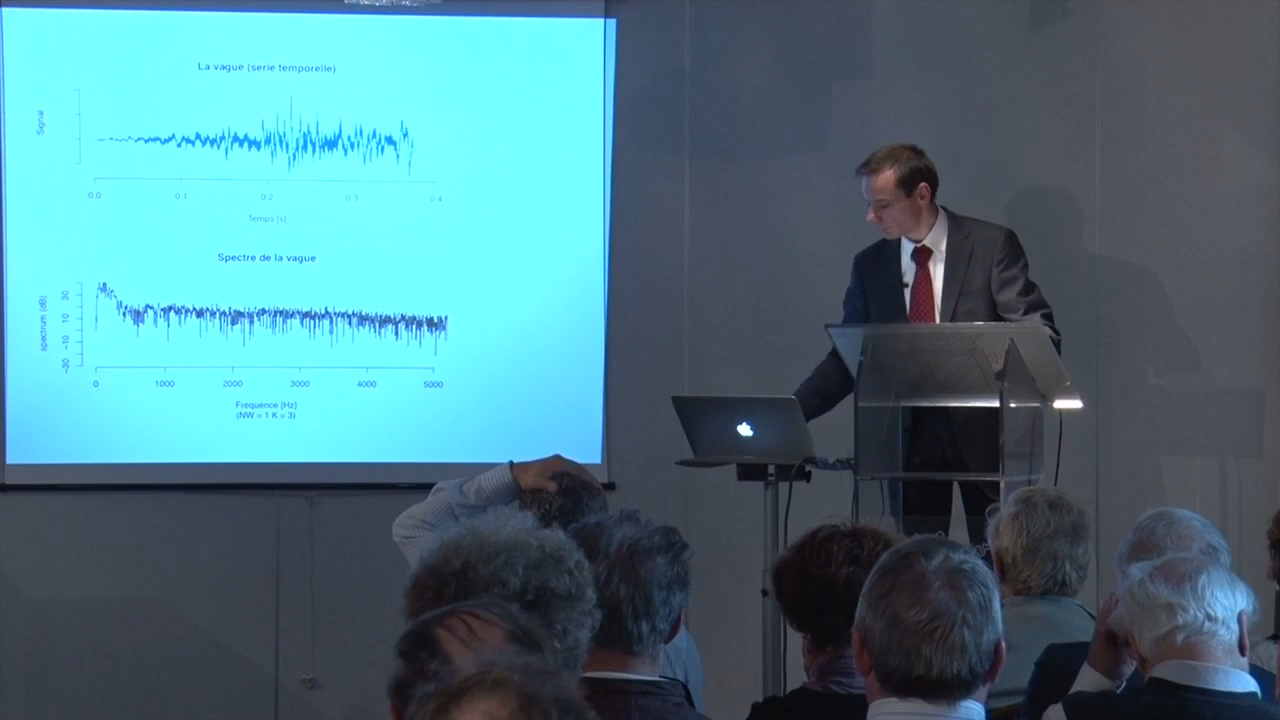 La vague (serie temporelle)
Signal
0.0 0.1 0.2 0.3 0.4
Temps [s]
Spectre de la vague
spectrum (dB)
-30 -10 10 30
0 1000 2000 3000 4000 5000
Frequence [Hz]
(NW = 1 K = 3)